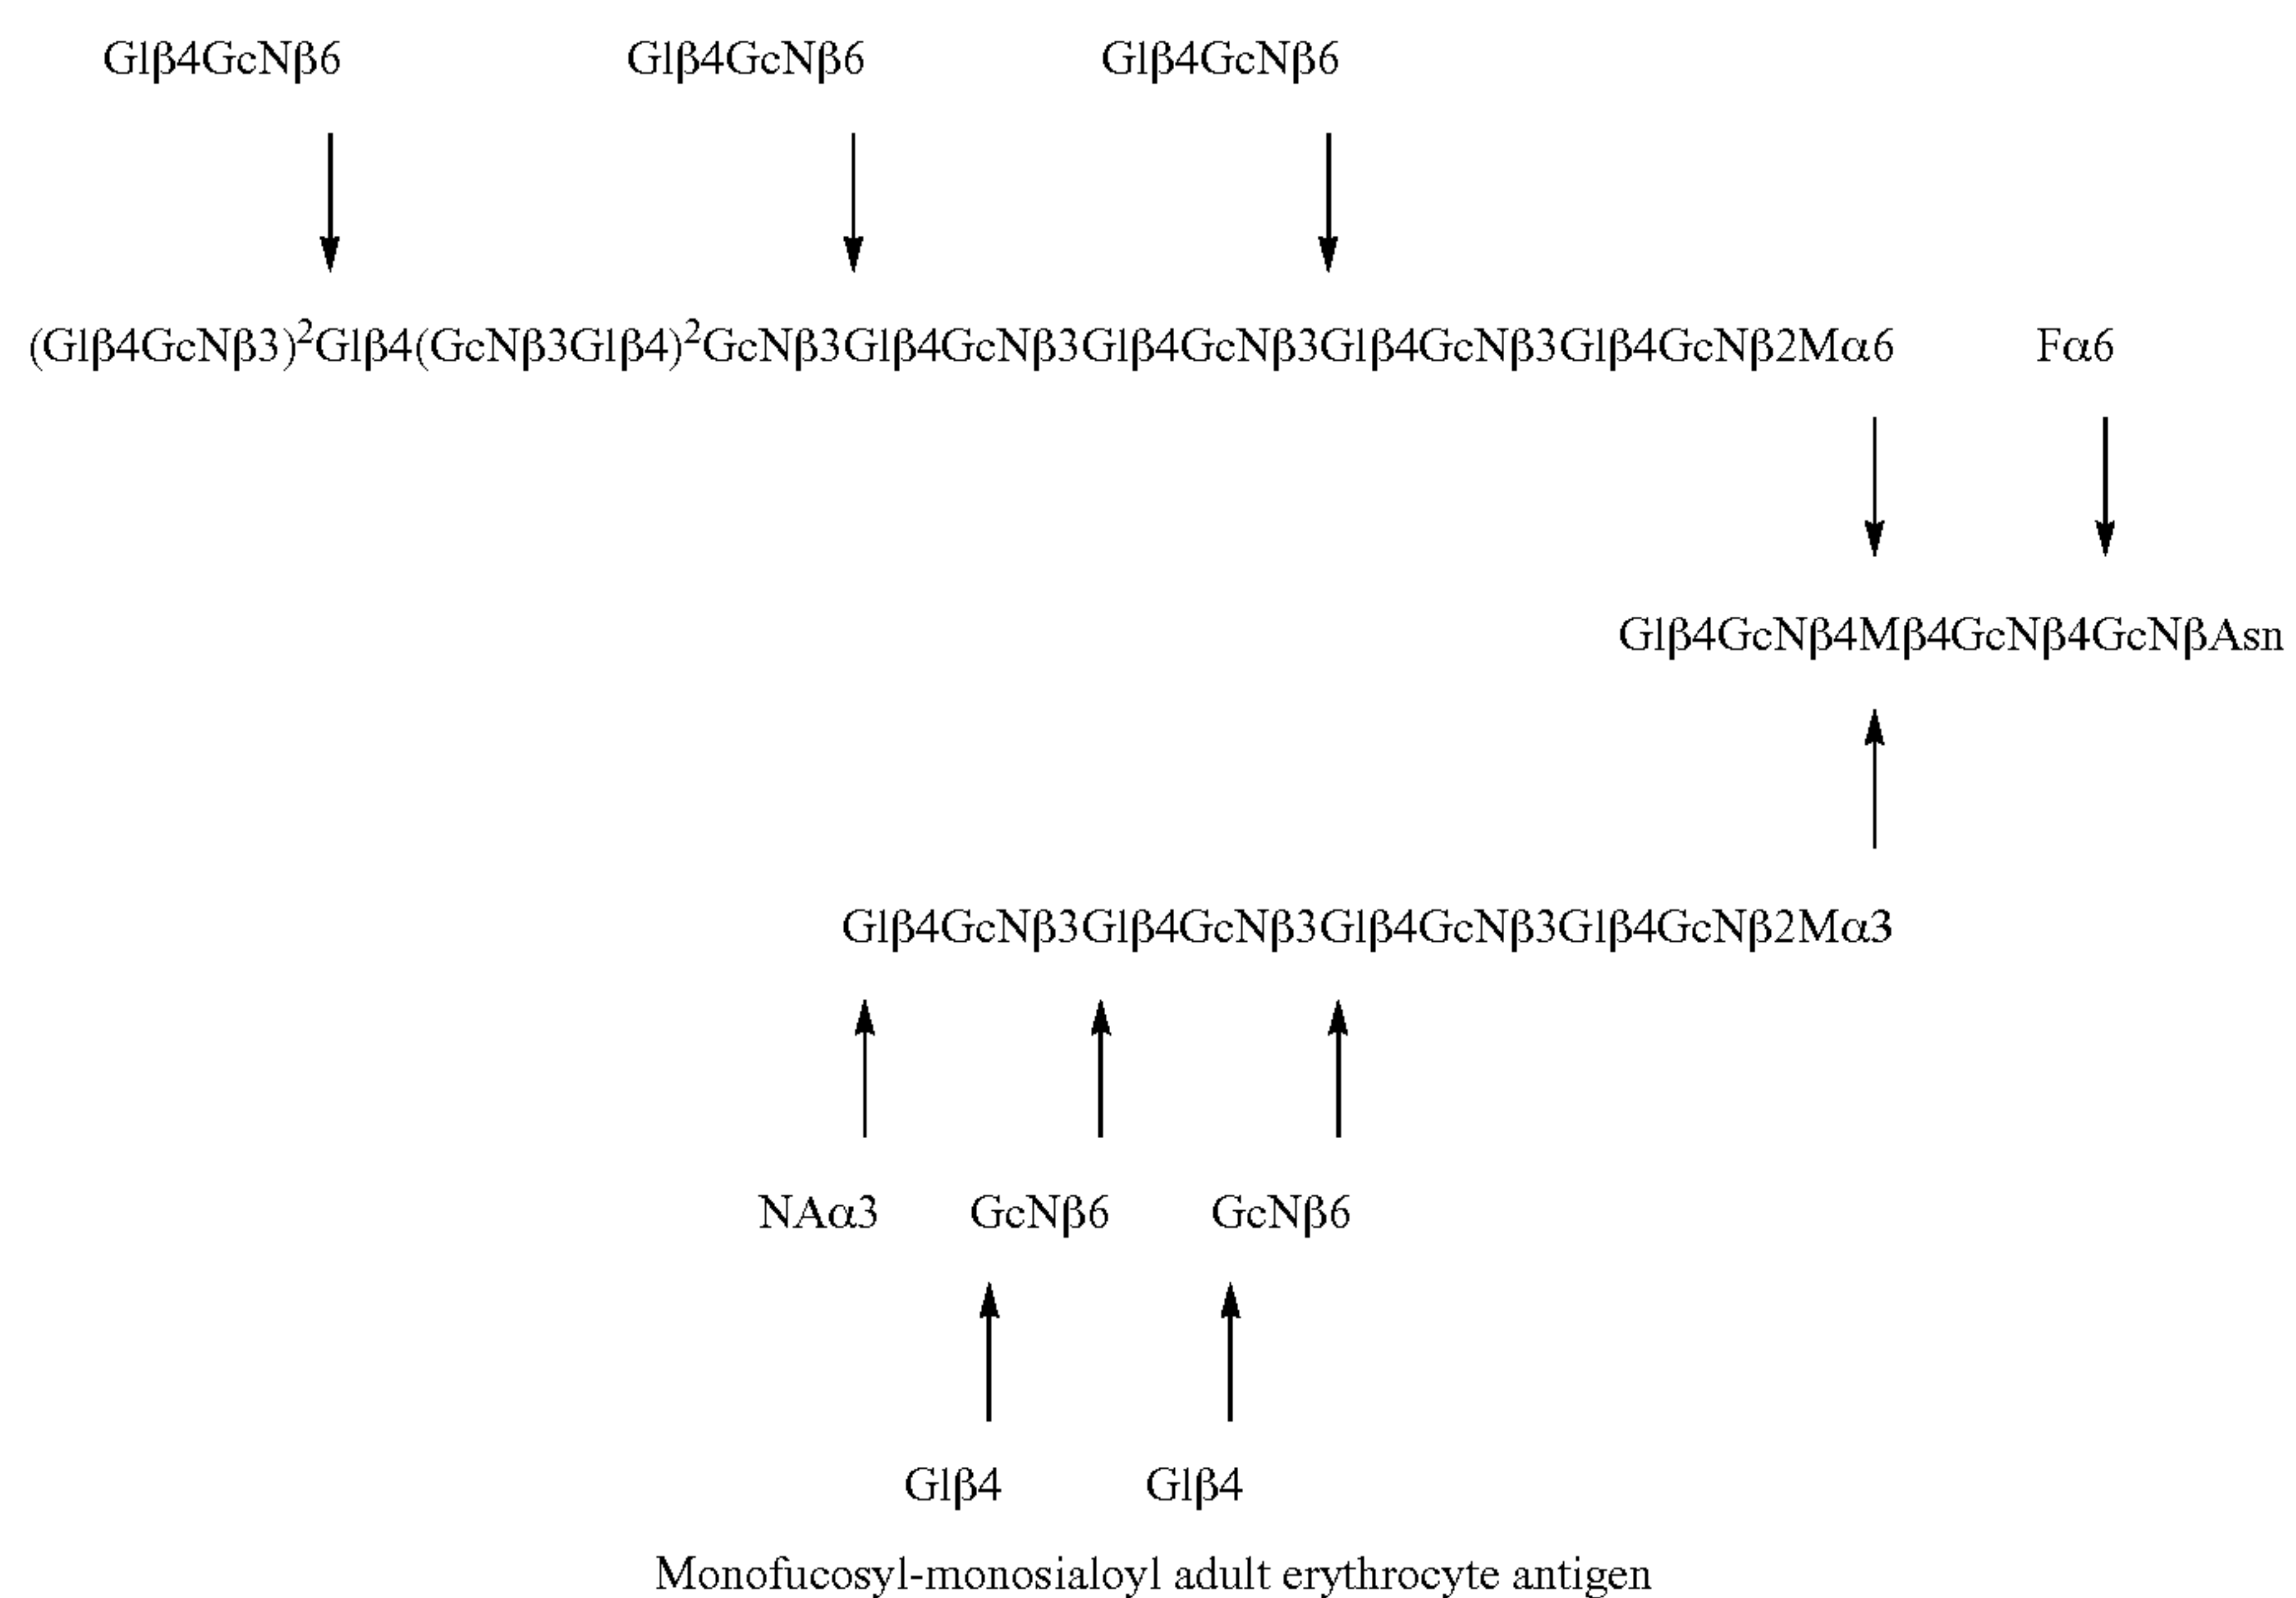 Glβ4GcNβ6 Glβ4GcNβ6 Glβ4GcNβ6
(Glβ4GcNβ3)²Glβ4(GcNβ3Glβ4)²GcNβ3Glβ4GcNβ3Glβ4GcNβ3Glβ4GcNβ3Glβ4GcNβ2Mα6 Fα6
Glβ4GcNβ4Mβ4GcNβ4GcNβAsn
Glβ4GcNβ3Glβ4GcNβ3Glβ4GcNβ3Glβ4GcNβ2Mα3
NAα3 GcNβ6 GcNβ6
Glβ4 Glβ4
Monofucosyl-monosialoyl adult erythrocyte antigen